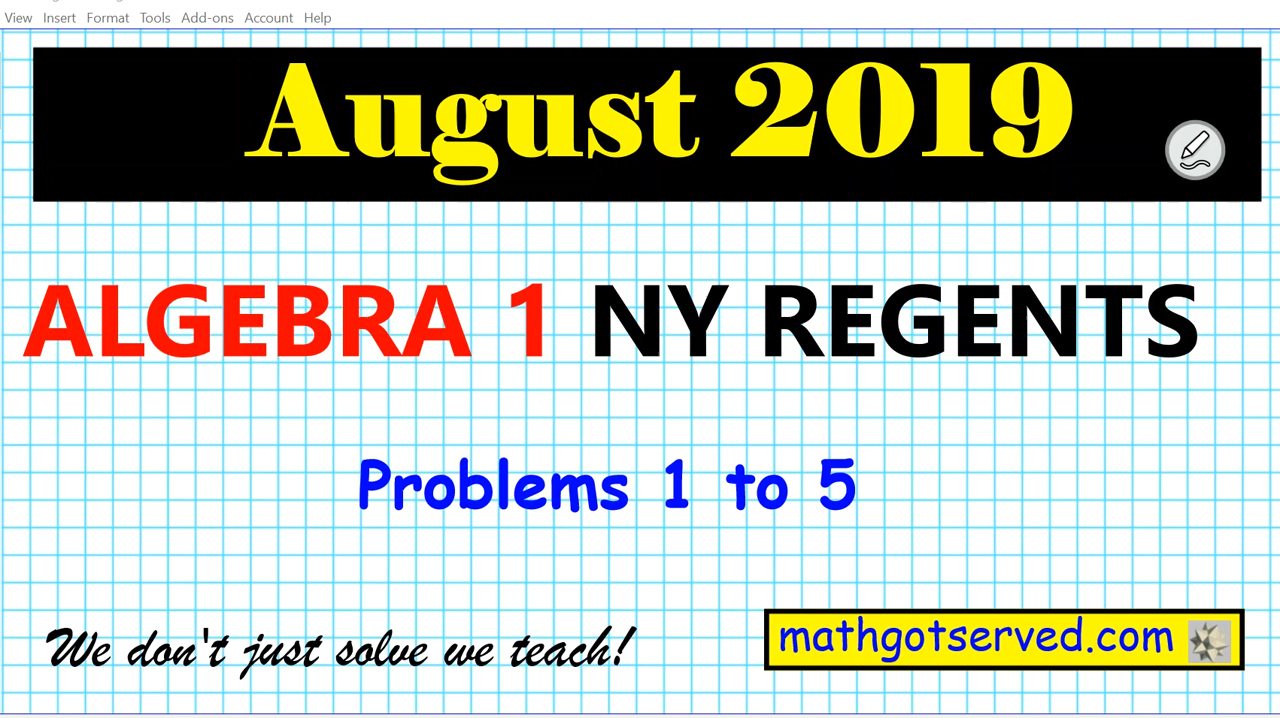 View Insert Format Tools Add-ons Account Help
August 2019
ALGEBRA 1 NY REGENTS
Problems 1 to 5
We don't just solve we teach!
mathgotserved.com